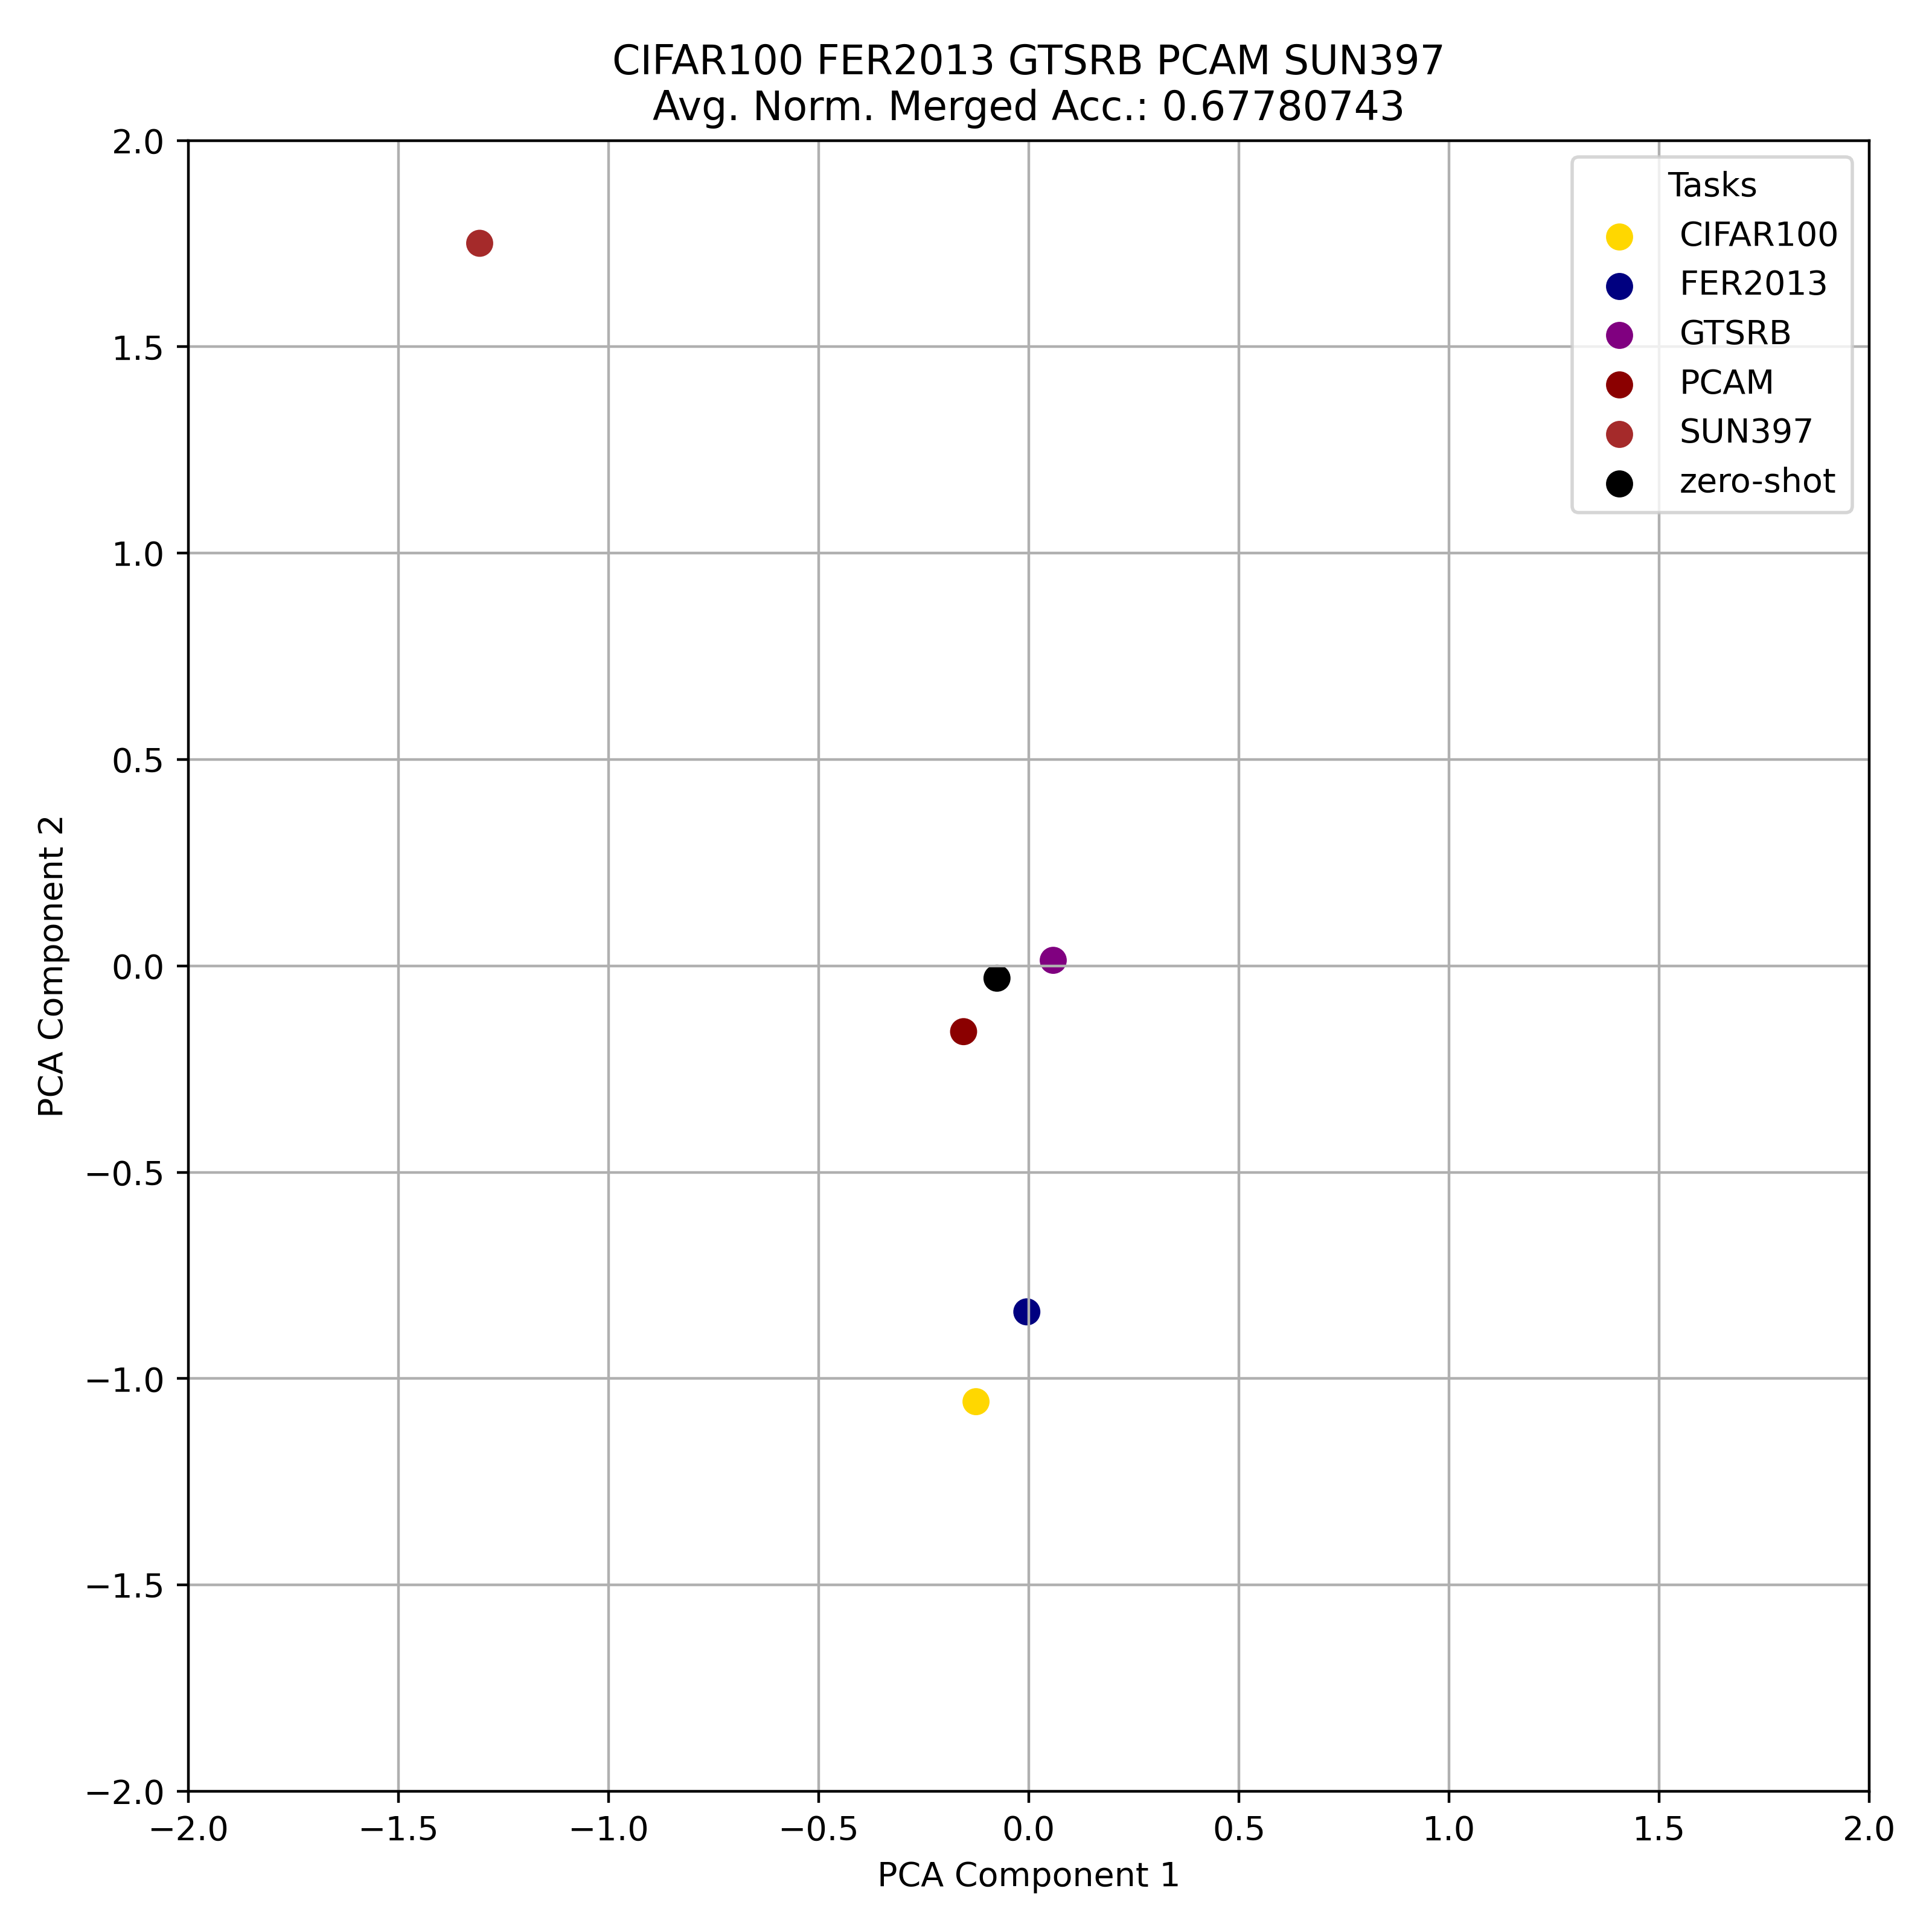 CIFAR100 FER2013 GTSRB PCAM SUN397
Avg. Norm. Merged Acc.: 0.67780743
Tasks
CIFAR100
FER2013
GTSRB
PCAM
SUN397
zero-shot
2.0
1.5
1.0
0.5
0.0
−0.5
−1.0
−1.5
−2.0
PCA Component 2
−2.0 −1.5 −1.0 −0.5 0.0 0.5 1.0 1.5 2.0
PCA Component 1